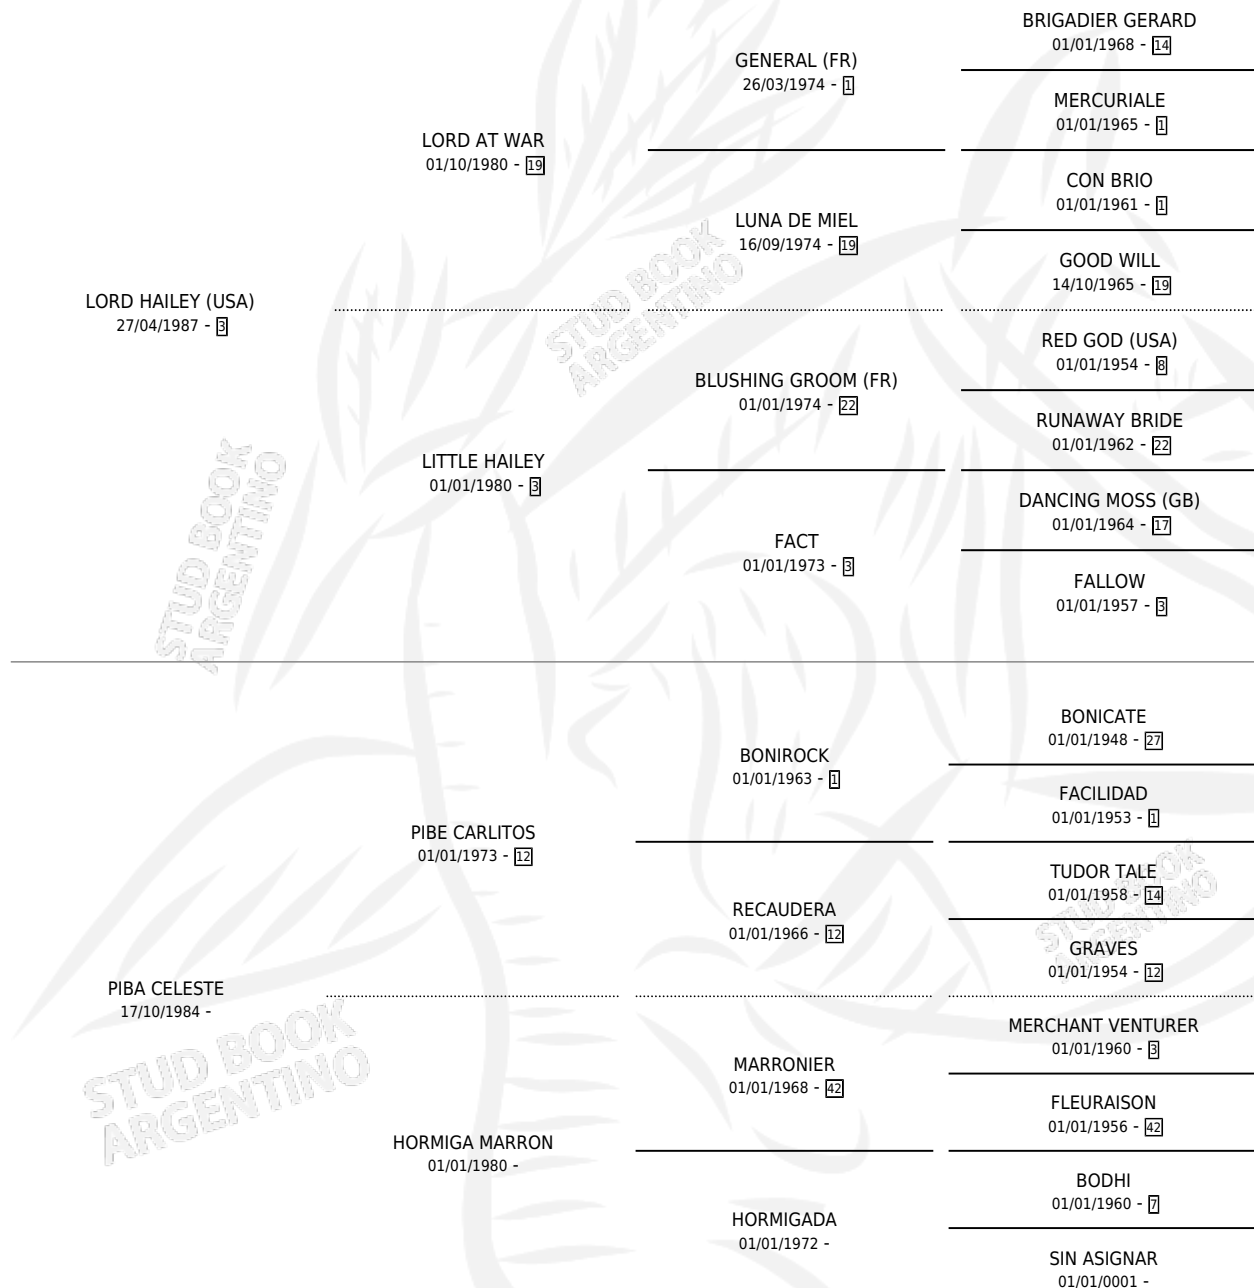 BRIGADIER GERARD
01/01/1968 - 14
GENERAL (FR)
26/03/1974 - 1
MERCURIALE
01/01/1965 - 1
LORD AT WAR
01/10/1980 - 19
CON BRIO
01/01/1961 - 1
LUNA DE MIEL
16/09/1974 - 19
GOOD WILL
14/10/1965 - 19
LORD HAILEY (USA)
27/04/1987 - 3
RED GOD (USA)
01/01/1954 - 8
BLUSHING GROOM (FR)
01/01/1974 - 22
RUNAWAY BRIDE
01/01/1962 - 22
LITTLE HAILEY
01/01/1980 - 3
DANCING MOSS (GB)
01/01/1964 - 17
FACT
01/01/1973 - 3
FALLOW
01/01/1957 - 3
BONICATE
01/01/1948 - 27
BONIROCK
01/01/1963 - 1
FACILIDAD
01/01/1953 - 1
PIBE CARLITOS
01/01/1973 - 12
TUDOR TALE
01/01/1958 - 14
RECAUDERA
01/01/1966 - 12
GRAVES
01/01/1954 - 12
PIBA CELESTE
17/10/1984 -
MERCHANT VENTURER
01/01/1960 - 3
MARRONIER
01/01/1968 - 42
FLEURAISON
01/01/1956 - 42
HORMIGA MARRON
01/01/1980 -
BODHI
01/01/1960 - 7
HORMIGADA
01/01/1972 -
SIN ASIGNAR
01/01/0001 -
STUD BOOK
ARGENTINO
STUD BOOK
ARGENTINO
STUD BOOK
ARGENTINO
STUD BOOK
ARGENTINO